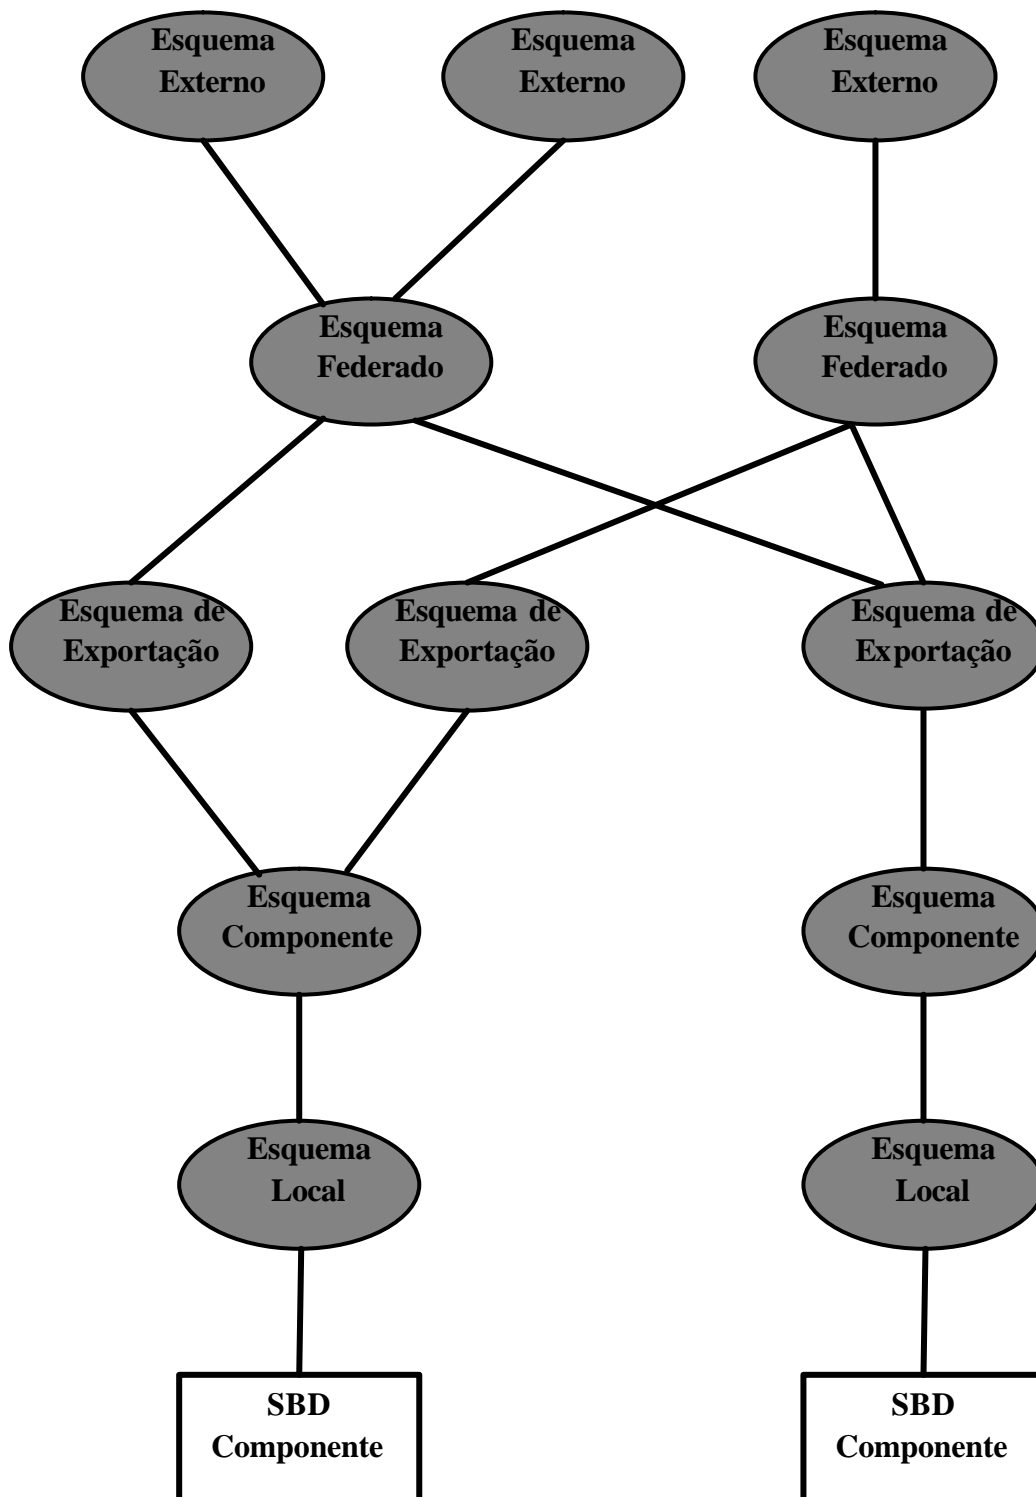 Esquema
Externo
Esquema
Externo
Esquema
Externo
Esquema
Federado
Esquema
Federado
Esquema de
Exportação
Esquema de
Exportação
Esquema de
Exportação
Esquema
Componente
Esquema
Componente
Esquema
Local
Esquema
Local
SBD
Componente
SBD
Componente